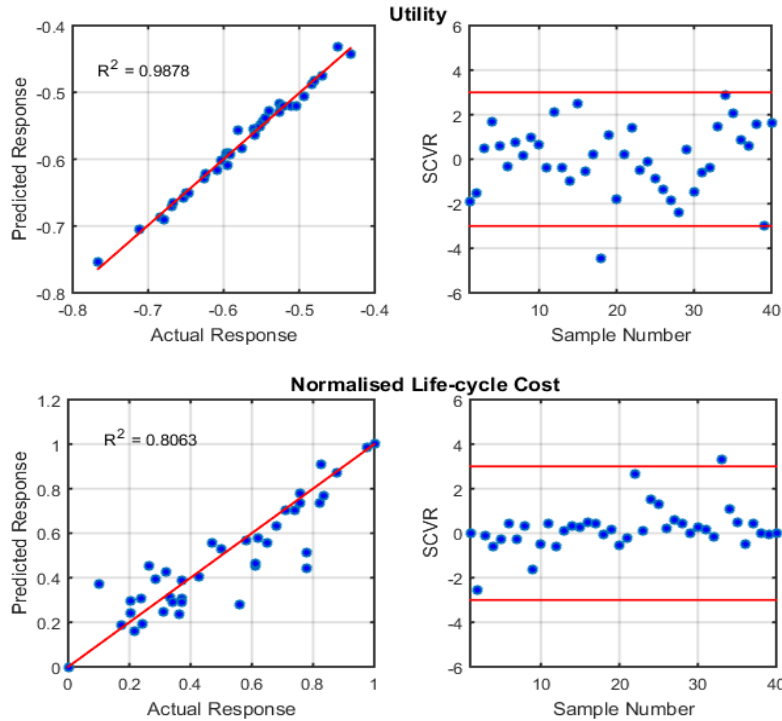 Utility
-0.4
-0.5
-0.6
-0.7
-0.8
Predicted Response
R² = 0.9878
-0.8 -0.7 -0.6 -0.5 -0.4
Actual Response
6
4
2
0
-2
-4
-6
SCVR
10 20 30 40
Sample Number
Normalised Life-cycle Cost
1.2
1
0.8
0.6
0.4
0.2
0
Predicted Response
R² = 0.8063
0 0.2 0.4 0.6 0.8 1
Actual Response
6
4
2
0
-2
-4
-6
SCVR
10 20 30 40
Sample Number